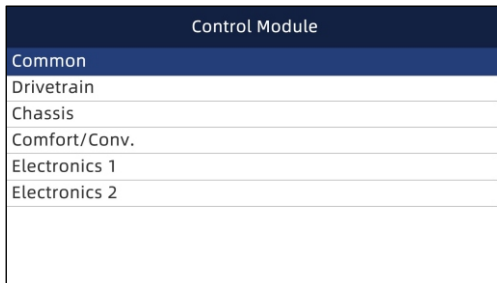 Control Module
Common
Drivetrain
Chassis
Comfort/Conv.
Electronics 1
Electronics 2